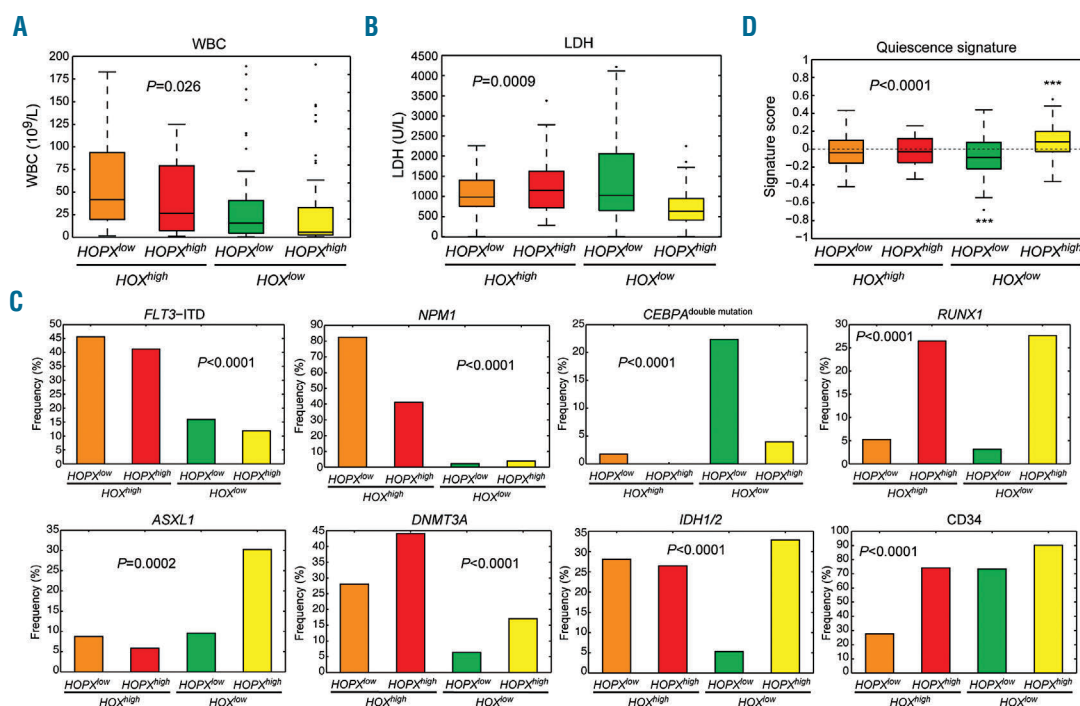 A
WBC
WBC (10⁹/L)
200
175
150
125
100
75
50
25
0
P=0.026
HOPXlow HOPXhigh HOPXlow HOPXhigh
HOXhigh HOXlow
B
LDH
LDH (U/L)
4500
4000
3500
3000
2500
2000
1500
1000
500
0
P=0.0009
HOPXlow HOPXhigh HOPXlow HOPXhigh
HOXhigh HOXlow
D
Quiescence signature
Signature score
1
0.8
0.6
0.4
0.2
0
−0.2
−0.4
−0.6
−0.8
−1
P<0.0001
***
***
HOPXlow HOPXhigh HOPXlow HOPXhigh
HOXhigh HOXlow
C
FLT3−ITD
Frequency (%)
50
45
40
35
30
25
20
15
10
5
0
P<0.0001
HOPXlow HOPXhigh HOPXlow HOPXhigh
HOXhigh HOXlow
NPM1
Frequency (%)
90
80
70
60
50
40
30
20
10
0
P<0.0001
HOPXlow HOPXhigh HOPXlow HOPXhigh
HOXhigh HOXlow
CEBPAdouble mutation
Frequency (%)
25
20
15
10
5
0
P<0.0001
HOPXlow HOPXhigh HOPXlow HOPXhigh
HOXhigh HOXlow
RUNX1
Frequency (%)
35
30
25
20
15
10
5
0
P<0.0001
HOPXlow HOPXhigh HOPXlow HOPXhigh
HOXhigh HOXlow
ASXL1
Frequency (%)
35
30
25
20
15
10
5
0
P=0.0002
HOPXlow HOPXhigh HOPXlow HOPXhigh
HOXhigh HOXlow
DNMT3A
Frequency (%)
45
40
35
30
25
20
15
10
5
0
P<0.0001
HOPXlow HOPXhigh HOPXlow HOPXhigh
HOXhigh HOXlow
IDH1/2
Frequency (%)
35
30
25
20
15
10
5
0
P<0.0001
HOPXlow HOPXhigh HOPXlow HOPXhigh
HOXhigh HOXlow
CD34
Frequency (%)
100
90
80
70
60
50
40
30
20
10
0
P<0.0001
HOPXlow HOPXhigh HOPXlow HOPXhigh
HOXhigh HOXlow